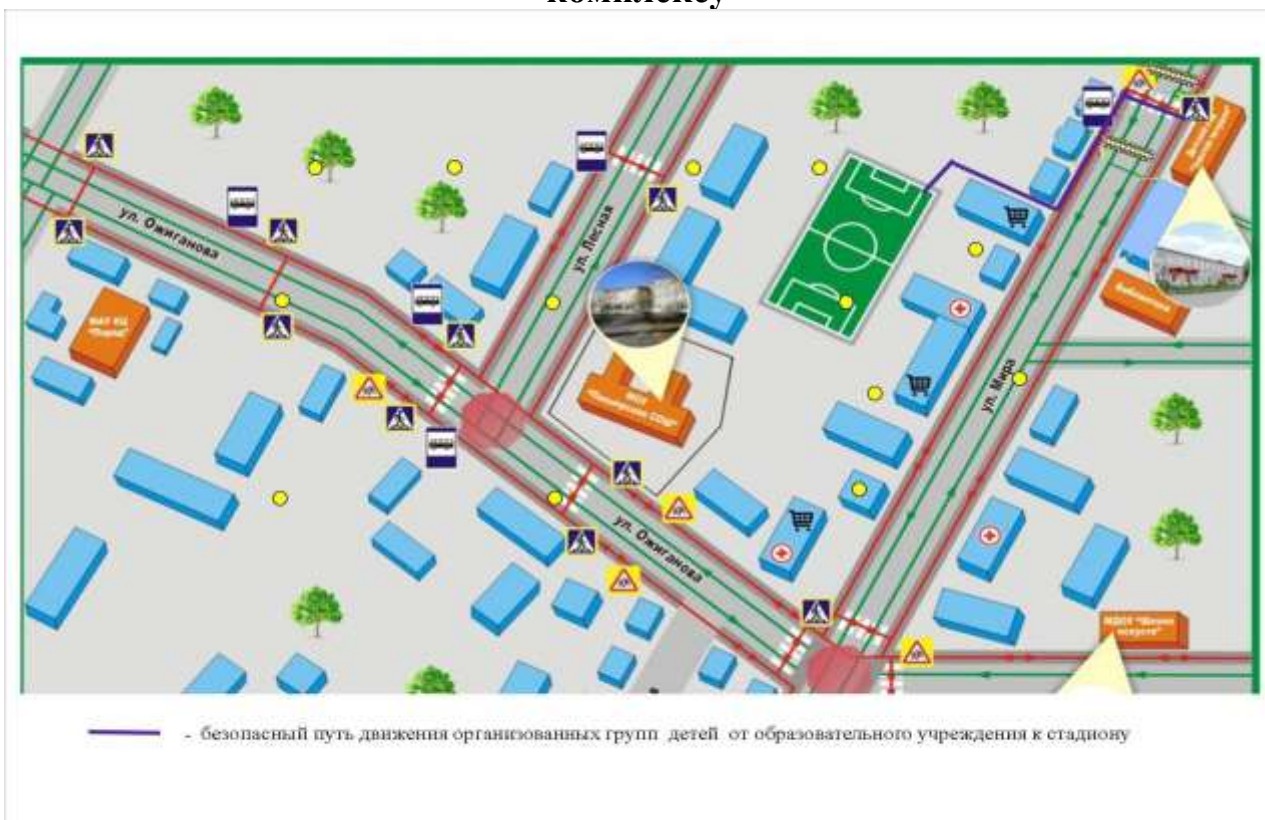 комплексу
ул. Ожиганова
ул. Лесная
Библиотека
ул. Мира
ул. Ожиганова
- безопасный путь движения организованных групп детей от образовательного учреждения к стадиону